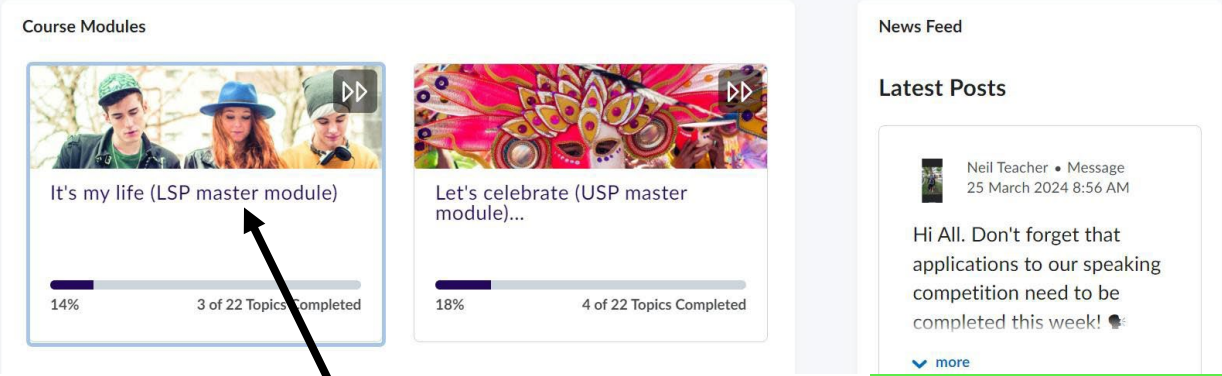 Course Modules
It's my life (LSP master module)
14%
3 of 22 Topics Completed
Let's celebrate (USP master
module)...
18%
4 of 22 Topics Completed
News Feed
Latest Posts
Neil Teacher • Message
25 March 2024 8:56 AM
Hi All. Don't forget that
applications to our speaking
competition need to be
completed this week! 🗣
more